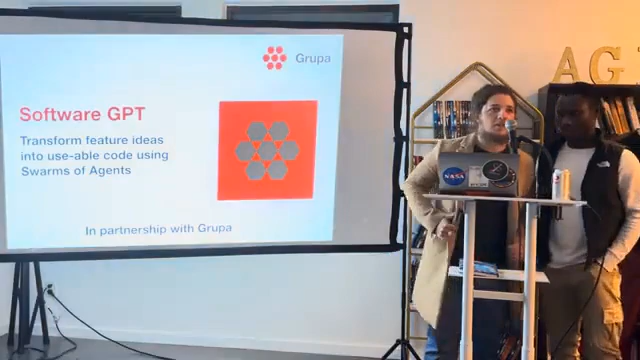 Grupa
Software GPT
Transform feature ideas
into use-able code using
Swarms of Agents
In partnership with Grupa
AG
NASA